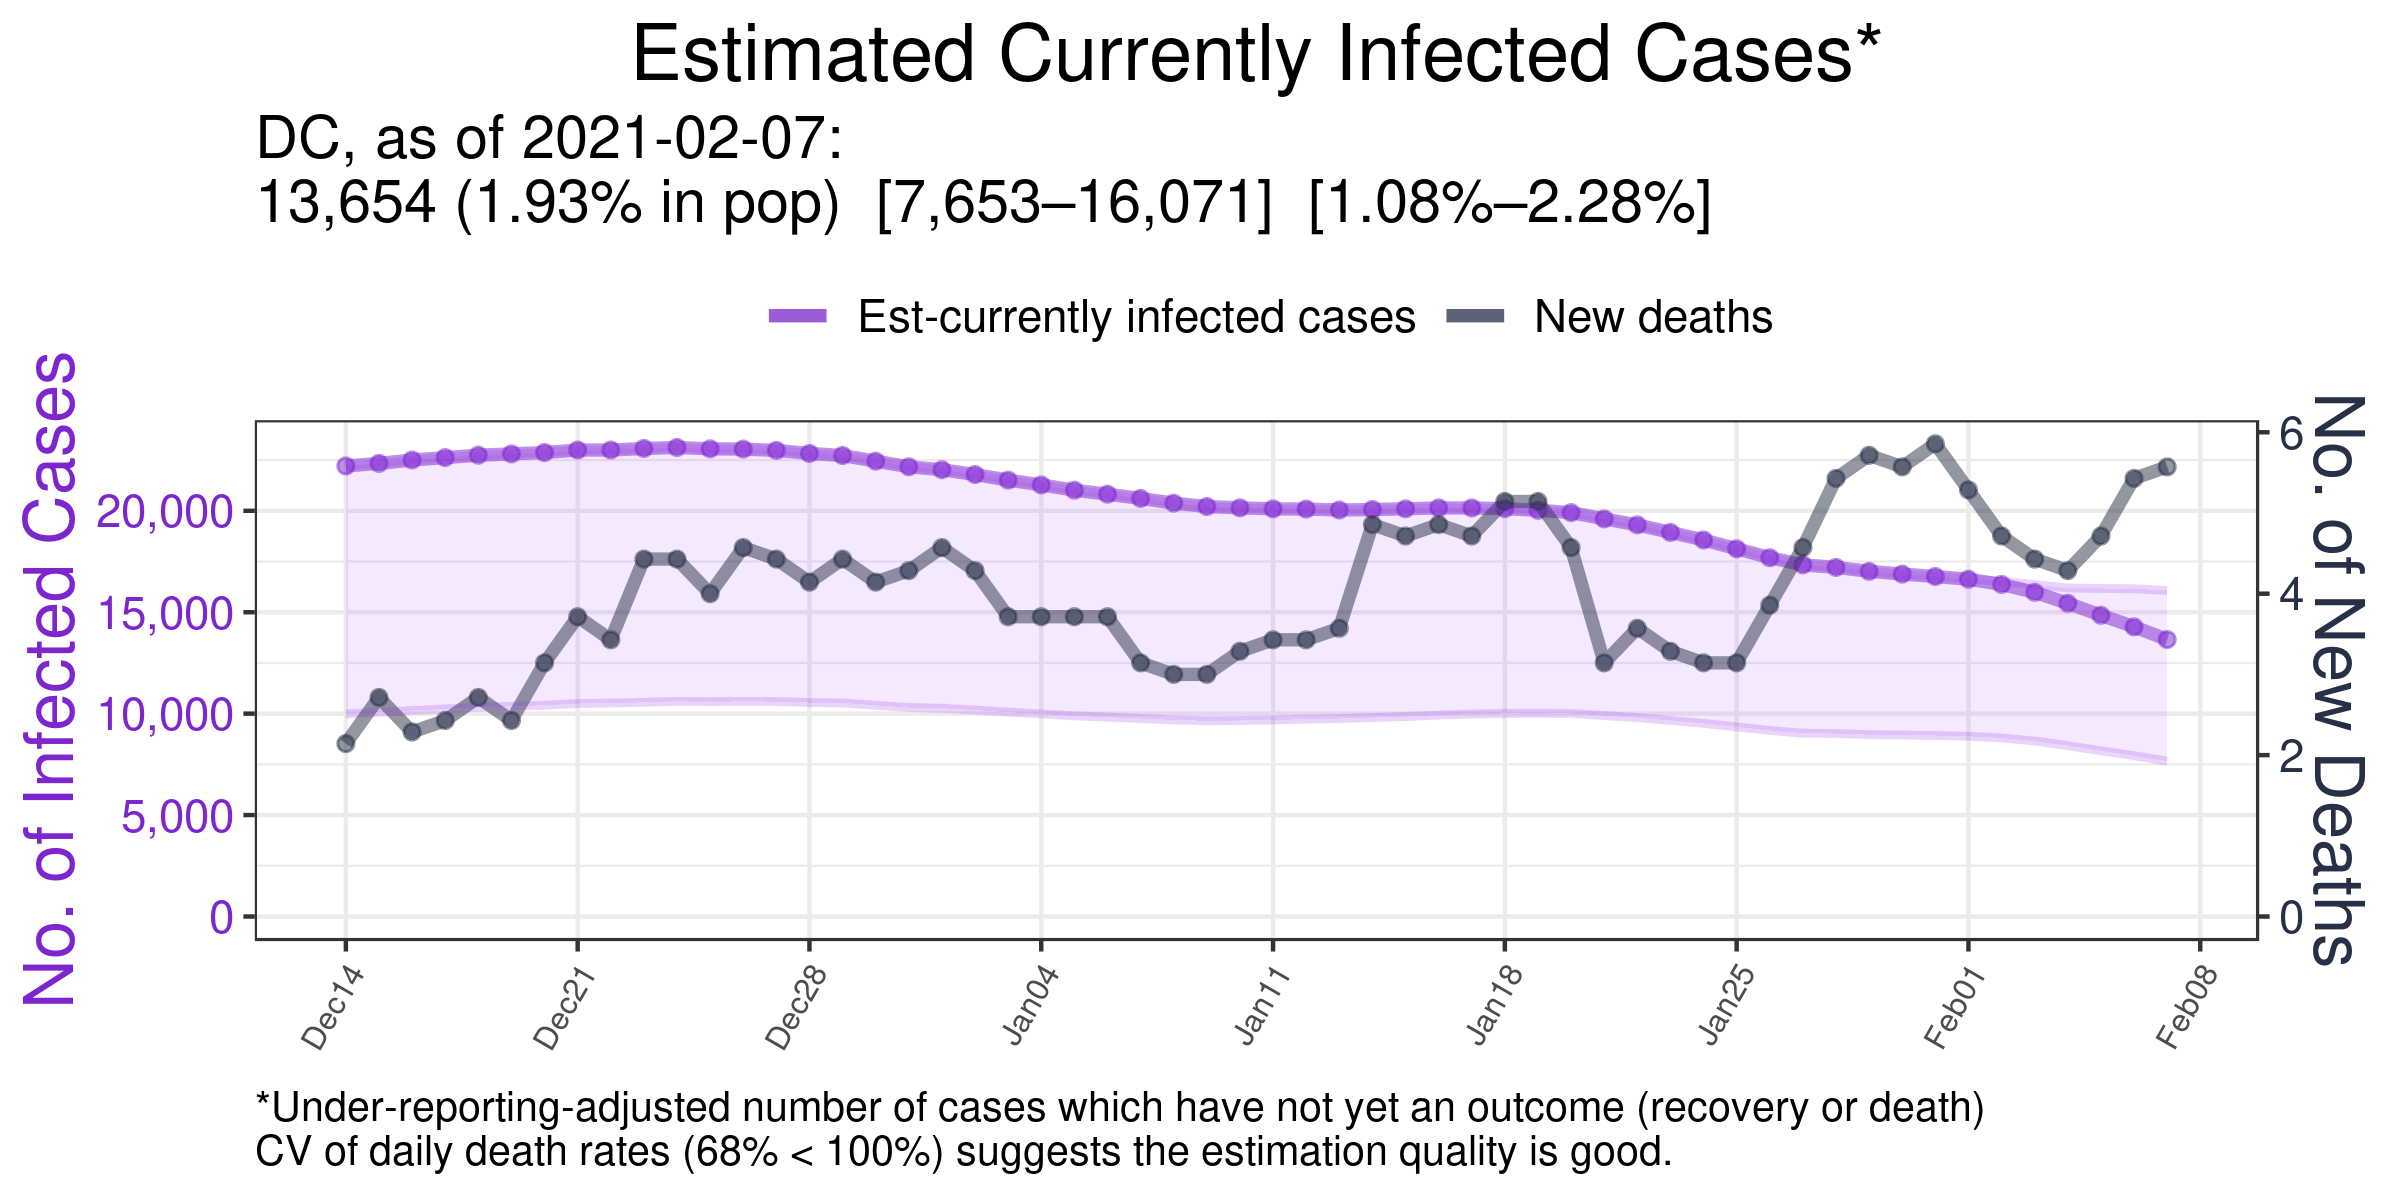 Estimated Currently Infected Cases*
DC, as of 2021-02-07:
13,654 (1.93% in pop)  [7,653–16,071]  [1.08%–2.28%]
Est-currently infected cases
New deaths
No. of Infected Cases
20,000
15,000
10,000
5,000
0
6
4
2
0
No. of New Deaths
Dec14
Dec21
Dec28
Jan04
Jan11
Jan18
Jan25
Feb01
Feb08
*Under-reporting-adjusted number of cases which have not yet an outcome (recovery or death)
CV of daily death rates (68% < 100%) suggests the estimation quality is good.